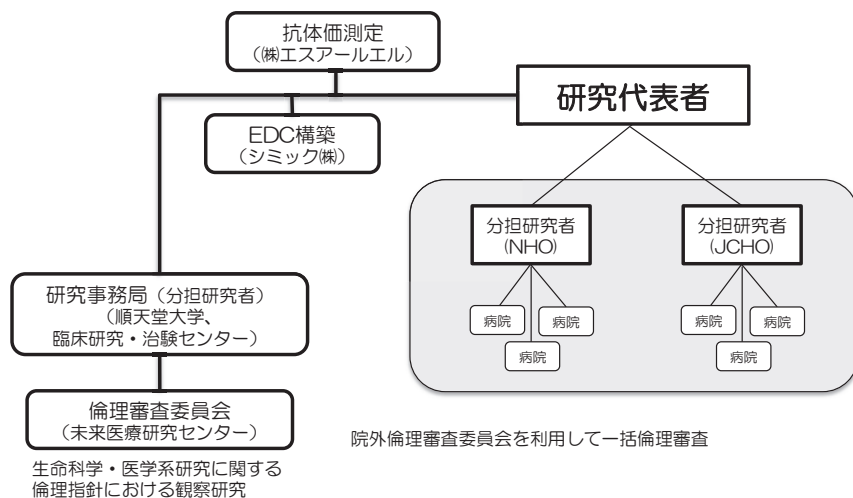 抗体価測定
(㈱エスアールエル)
研究代表者
EDC構築
(シミック㈱)
分担研究者
(NHO)
分担研究者
(JCHO)
病院
病院
病院
病院
病院
病院
研究事務局（分担研究者）
（順天堂大学、
臨床研究・治験センター）
倫理審査委員会
（未来医療研究センター）
院外倫理審査委員会を利用して一括倫理審査
生命科学・医学系研究に関する
倫理指針における観察研究